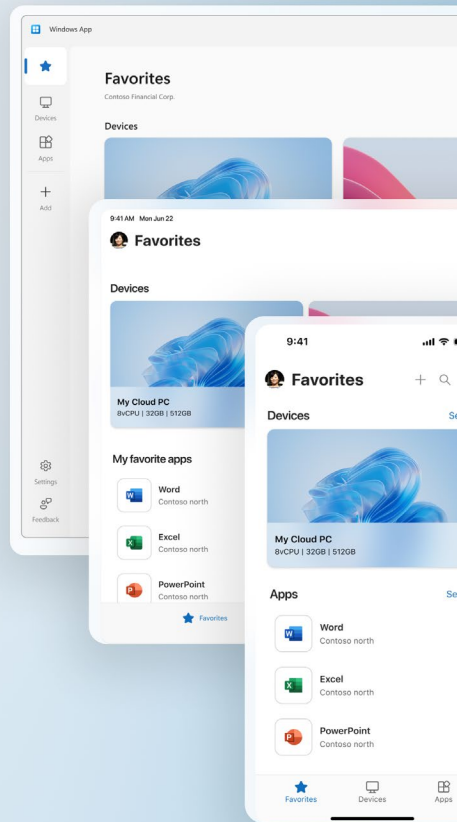 Windows App
Favorites
Contoso Financial Corp.
Devices
Devices
Apps
Add
Settings
Feedback
9:41 AM Mon Jun 22
Favorites
Devices
My Cloud PC
8vCPU | 32GB | 512GB
My favorite apps
Word
Contoso north
Excel
Contoso north
PowerPoint
Contoso north
Favorites
9:41
Favorites
Devices
My Cloud PC
8vCPU | 32GB | 512GB
Apps
Word
Contoso north
Excel
Contoso north
PowerPoint
Contoso north
Favorites
Devices
Apps